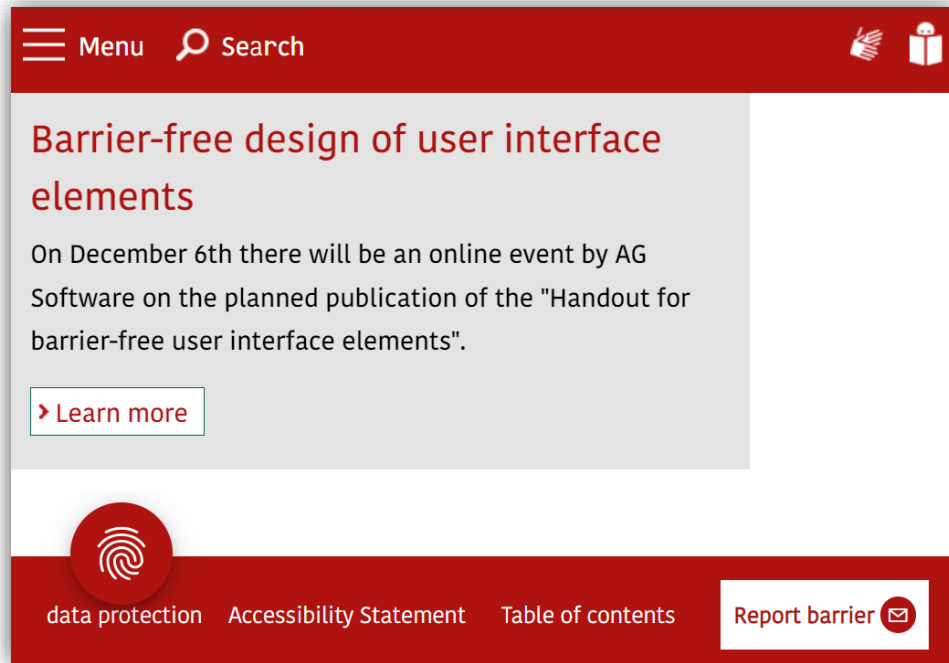 Menu Search
Barrier-free design of user interface
elements
On December 6th there will be an online event by AG
Software on the planned publication of the "Handout for
barrier-free user interface elements".
Learn more
data protection Accessibility Statement Table of contents Report barrier